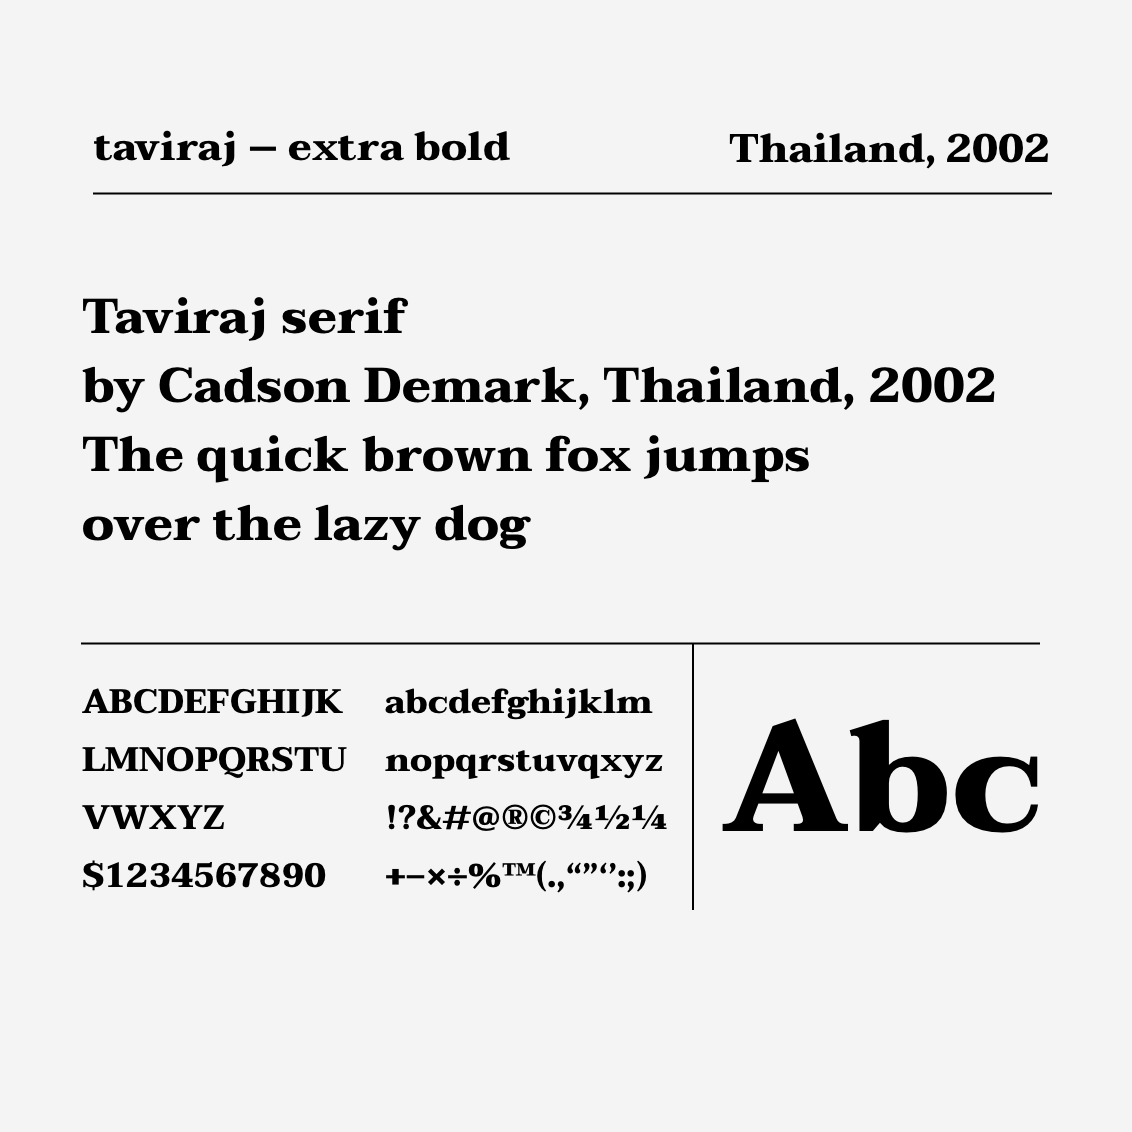 taviraj – extra bold
Thailand, 2002
Taviraj serif
by Cadson Demark, Thailand, 2002
The quick brown fox jumps
over the lazy dog
ABCDEFGHIJK
LMNOPQRSTU
VWXYZ
$1234567890
abcdefghijklm
nopqrstuvqxyz
!?&#@®©¾½¼
+−×÷%™(.,“”‘’:;)
Abc